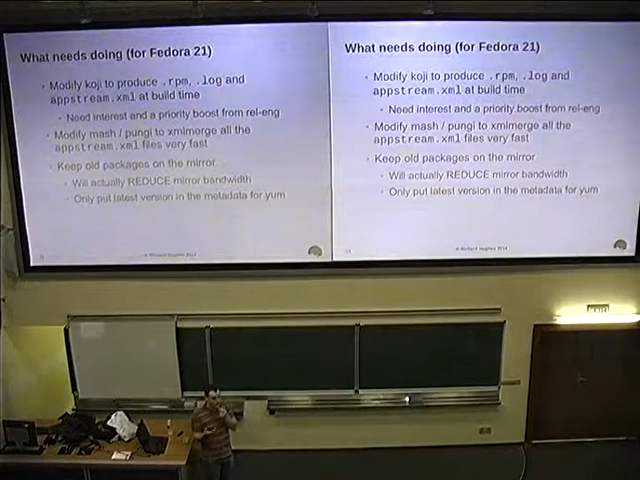 What needs doing (for Fedora 21)
Modify koji to produce .rpm, .log and
appstream.xml at build time
Need interest and a priority boost from rel-eng
Modify mash / pungi to xmlmerge all the
appstream.xml files very fast
Keep old packages on the mirror
Will actually REDUCE mirror bandwidth
Only put latest version in the metadata for yum
© Richard Hughes 2014
What needs doing (for Fedora 21)
Modify koji to produce .rpm, .log and
appstream.xml at build time
Need interest and a priority boost from rel-eng
Modify mash / pungi to xmlmerge all the
appstream.xml files very fast
Keep old packages on the mirror
Will actually REDUCE mirror bandwidth
Only put latest version in the metadata for yum
© Richard Hughes 2014